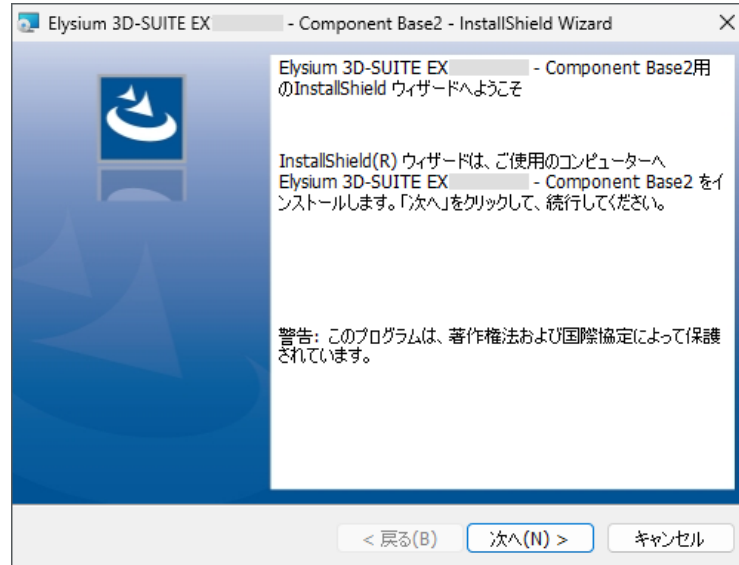 Elysium 3D-SUITE EX - Component Base2 - InstallShield Wizard
Elysium 3D-SUITE EX - Component Base2用
のInstallShield ウィザードへようこそ
InstallShield(R) ウィザードは、ご使用のコンピューターへ
Elysium 3D-SUITE EX - Component Base2 をイ
ンストールします。「次へ」をクリックして、続行してください。
警告: このプログラムは、著作権法および国際協定によって保護
されています。
< 戻る(B) 次へ(N) > キャンセル